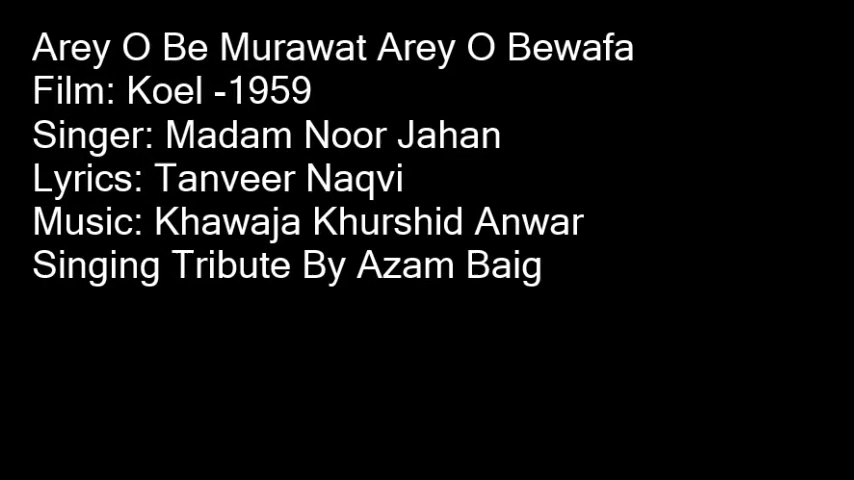 Arey O Be Murawat Arey O Bewafa
Film: Koel -1959
Singer: Madam Noor Jahan
Lyrics: Tanveer Naqvi
Music: Khawaja Khurshid Anwar
Singing Tribute By Azam Baig